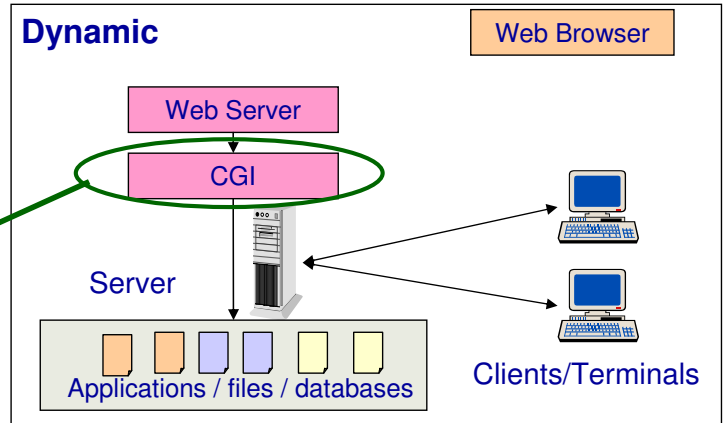 Dynamic
Web Browser
Web Server
CGI
Server
Applications / files / databases
Clients/Terminals